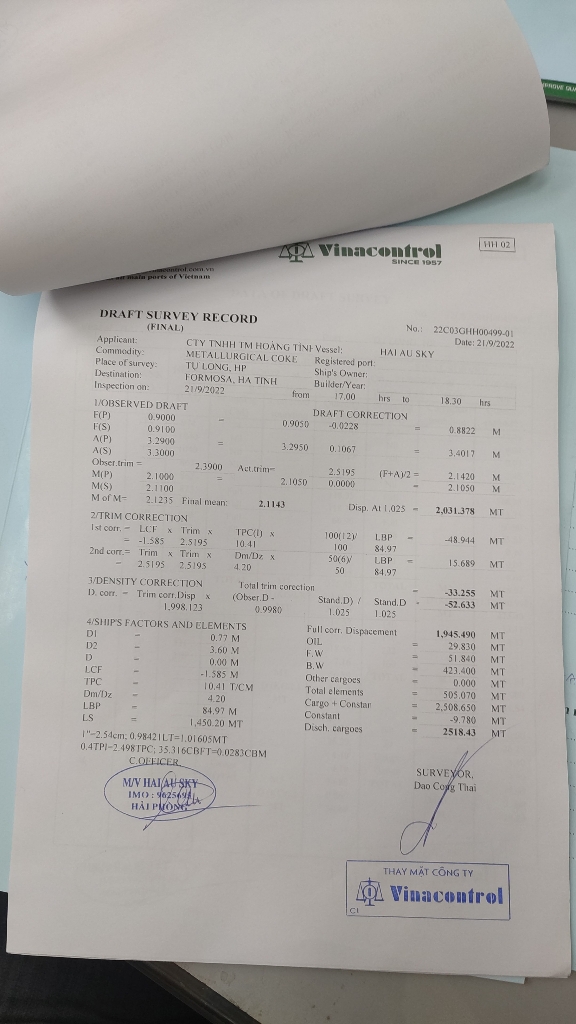 IMPROVE QUA
Vinacontrol
SINCE 1957
HH 02
on main ports of Vietnam
DRAFT SURVEY RECORD
(FINAL)
No.: 22C03GHH00499-01
Date: 21/9/2022
Applicant: CTY TNHH TM HOÀNG TÍNH Vessel: HAI AU SKY
Commodity: METALLURGICAL COKE Registered port:
Place of survey: TỤ LONG, HP Ship's Owner:
Destination: FORMOSA, HA TINH Builder/Year:
Inspection on: 21/9/2022 from 17.00 hrs to 18.30 hrs
1/OBSERVED DRAFT DRAFT CORRECTION
F(P) 0.9000 = 0.9050 -0.0228 = 0.8822 M
F(S) 0.9100
A(P) 3.2900 = 3.2950 0.1067 = 3.4017 M
A(S) 3.3000
Obser.trim = 2.3900 Act.trim= 2.5195 (F+A)/2 = 2.1420 M
M(P) 2.1000 = 2.1050 0.0000 = 2.1050 M
M(S) 2.1100
M of M= 2.1235 Final mean: 2.1143 Disp. At 1.025 = 2,031.378 MT
2/TRIM CORRECTION
1st corr. = LCF x Trim x TPC(I) x 100(12)/ LBP = -48.944 MT
= -1.585 2.5195 10.41 100 84.97
2nd corr.= Trim x Trim x Dm/Dz x 50(6)/ LBP = 15.689 MT
= 2.5195 2.5195 4.20 50 84.97
3/DENSITY CORRECTION Total trim corection = -33.255 MT
D. corr. = Trim corr.Disp x (Obser.D - Stand.D) / Stand.D = -52.633 MT
1,998.123 0.9980 1.025 1.025
4/SHIP'S FACTORS AND ELEMENTS Full corr. Dispacement 1,945.490 MT
D1 = 0.77 M OIL = 29.830 MT
D2 = 3.60 M F.W = 51.840 MT
D = 0.00 M B.W = 423.400 MT
LCF = -1.585 M Other cargoes = 0.000 MT
TPC = 10.41 T/CM Total elements = 505.070 MT
Dm/Dz = 4.20 Cargo + Constan = 2,508.650 MT
LBP = 84.97 M Constant = -9.780 MT
LS = 1,450.20 MT Disch. cargoes = 2518.43 MT
1"=2.54cm; 0.98421LT=1.01605MT
0.4TPI=2.498TPC; 35.316CBFT=0.0283CBM
C.OFFICER
SURVEYOR,
Dao Cong Thai
M/V HAI AU SKY
IMO : 9625695
HẢI PHÒNG
THAY MẶT CÔNG TY
Vinacontrol
C1